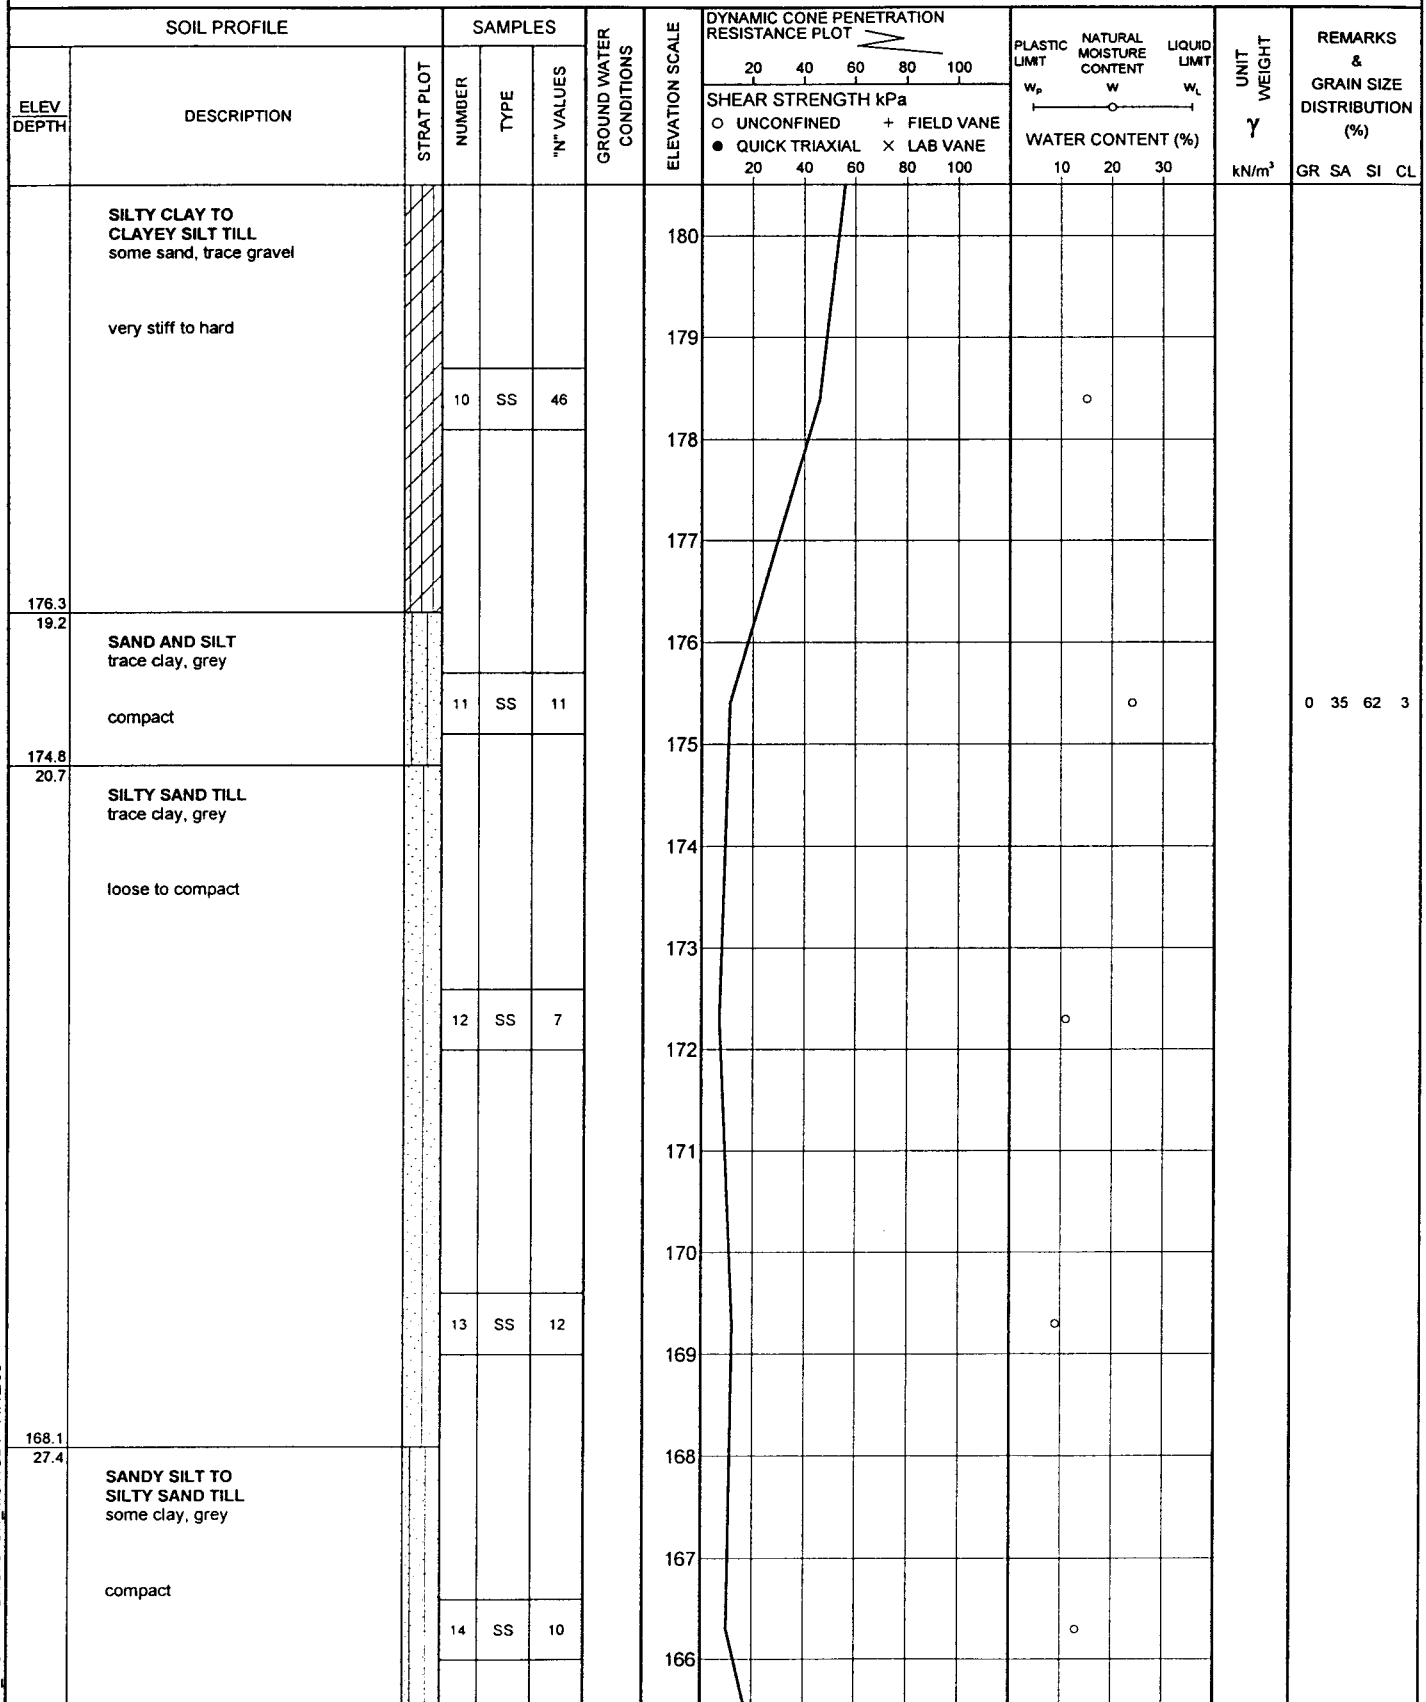 SOIL PROFILE
SAMPLES
ELEV
DEPTH
DESCRIPTION
STRAT PLOT
NUMBER
TYPE
"N" VALUES
GROUND WATER
CONDITIONS
ELEVATION SCALE
DYNAMIC CONE PENETRATION
RESISTANCE PLOT
20 40 60 80 100
SHEAR STRENGTH kPa
○ UNCONFINED + FIELD VANE
● QUICK TRIAXIAL × LAB VANE
20 40 60 80 100
PLASTIC
LIMIT
NATURAL
MOISTURE
CONTENT
LIQUID
LIMIT
WP W WL
WATER CONTENT (%)
10 20 30
UNIT
WEIGHT
γ
kN/m³
REMARKS
&
GRAIN SIZE
DISTRIBUTION
(%)
GR SA SI CL
SILTY CLAY TO
CLAYEY SILT TILL
some sand, trace gravel
very stiff to hard
180
179
10 SS 46
178
177
176.3
19.2
SAND AND SILT
trace clay, grey
compact
176
11 SS 11
0 35 62 3
175
174.8
20.7
SILTY SAND TILL
trace clay, grey
loose to compact
174
173
12 SS 7
172
171
170
13 SS 12
169
168.1
27.4
SANDY SILT TO
SILTY SAND TILL
some clay, grey
compact
168
167
14 SS 10
166